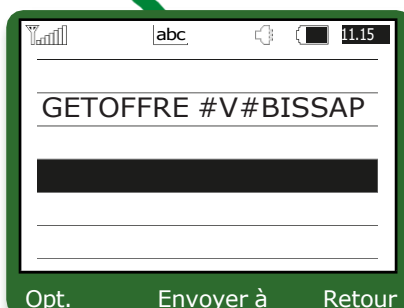 abc 11.15
GETOFFRE #V#BISSAP
Opt. Envoyer à Retour